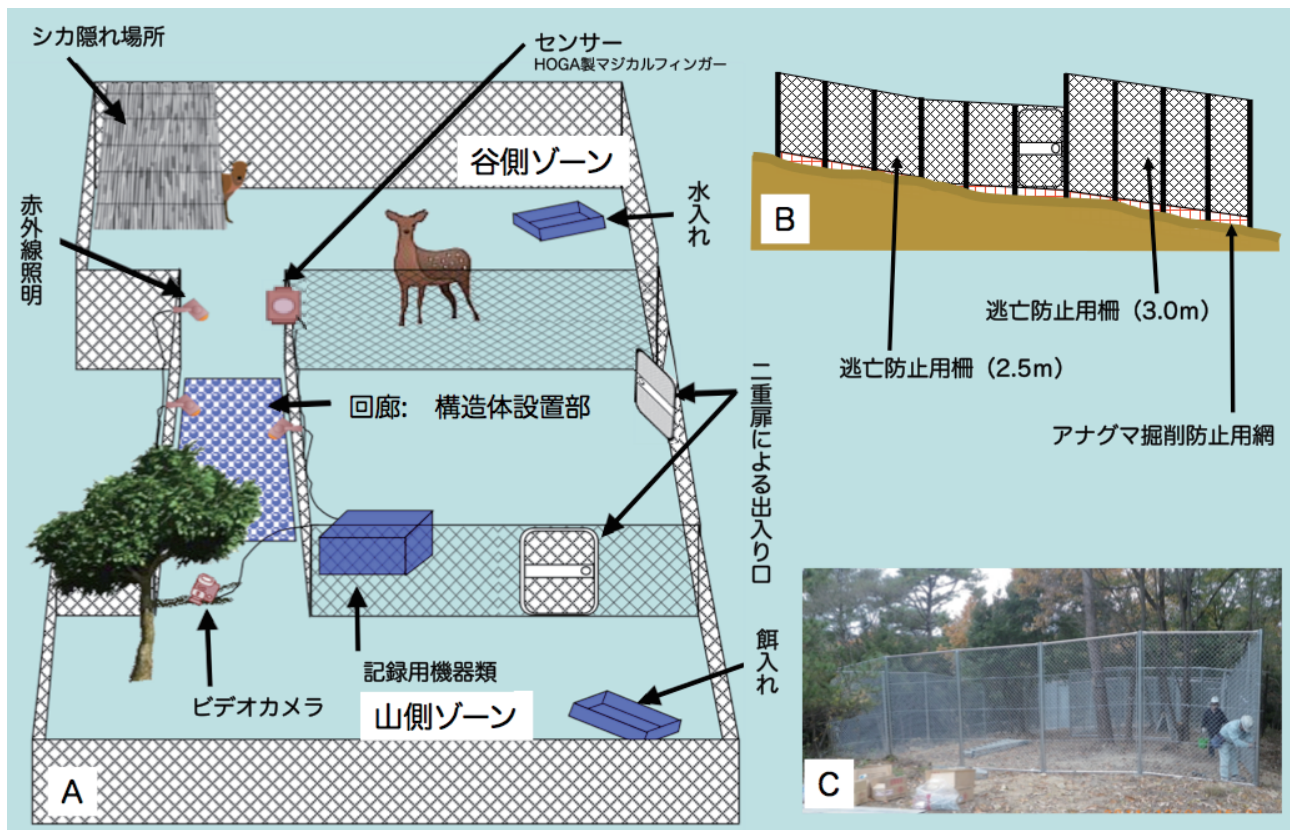 シカ隠れ場所
センサー
HOGA製マジカルフィンガー
谷側ゾーン
水入れ
赤外線照明
回廊: 構造体設置部
二重扉による出入り口
餌入れ
記録用機器類
ビデオカメラ
山側ゾーン
A
B
逃亡防止用柵（3.0m）
逃亡防止用柵（2.5m）
アナグマ掘削防止用網
C